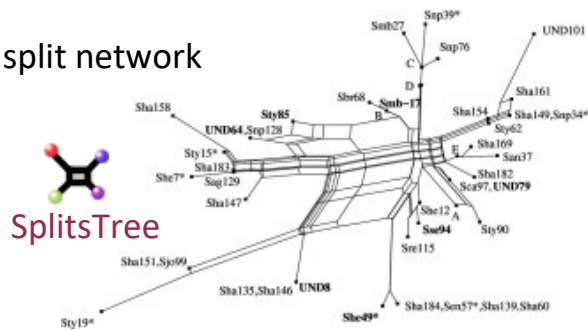 split network
Snp39*
Smb27
UND101
Snp76
C
D
Sha161
Sbr68
Smb-17
B
Sha158
Sty85
Sha154
Sha149,Snp34*
UND64,Snp128
Sty62
Sty15*
E
Sha169
Sha183
San37
She7*
Sag129
Sha182
Sca97,UND79
Sha147
She12
A
Sse94
Sty90
Sre115
SplitsTree
Sha151,Sjo99
Sha135,Sha146
UND8
Sty19*
She49*
Sha184,Sen57*,Sha139,Sha60